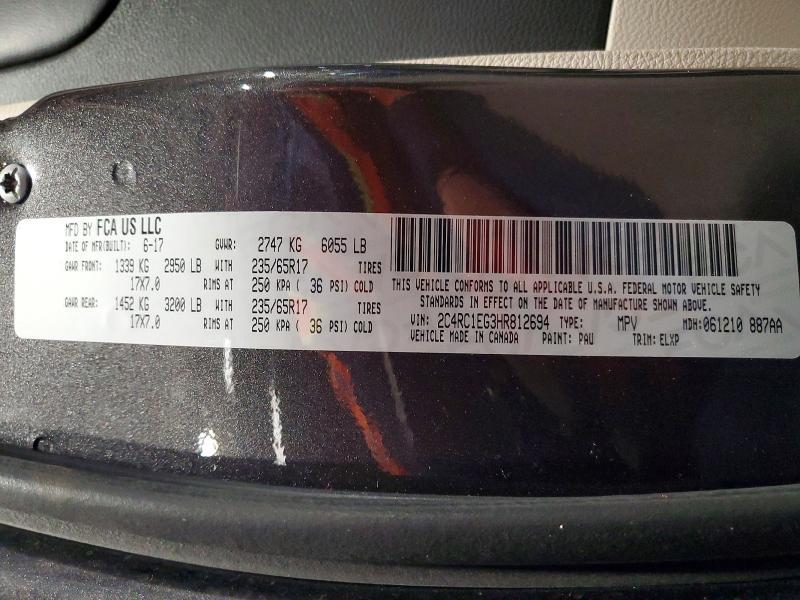 MFD BY FCA US LLC
DATE OF MFR(BUILT): 6-17 GVWR: 2747 KG 6055 LB
GAWR FRONT: 1339 KG 2950 LB WITH 235/65R17 TIRES
17X7.0 RIMS AT 250 KPA ( 36 PSI) COLD
GAWR REAR: 1452 KG 3200 LB WITH 235/65R17 TIRES
17X7.0 RIMS AT 250 KPA ( 36 PSI) COLD
THIS VEHICLE CONFORMS TO ALL APPLICABLE U.S.A. FEDERAL MOTOR VEHICLE SAFETY
STANDARDS IN EFFECT ON THE DATE OF MANUFACTURE SHOWN ABOVE.
VIN: 2C4RC1EG3HR812694 TYPE: MPV MDH:061210 887AA
VEHICLE MADE IN CANADA PAINT: PAU TRIM: ELXP